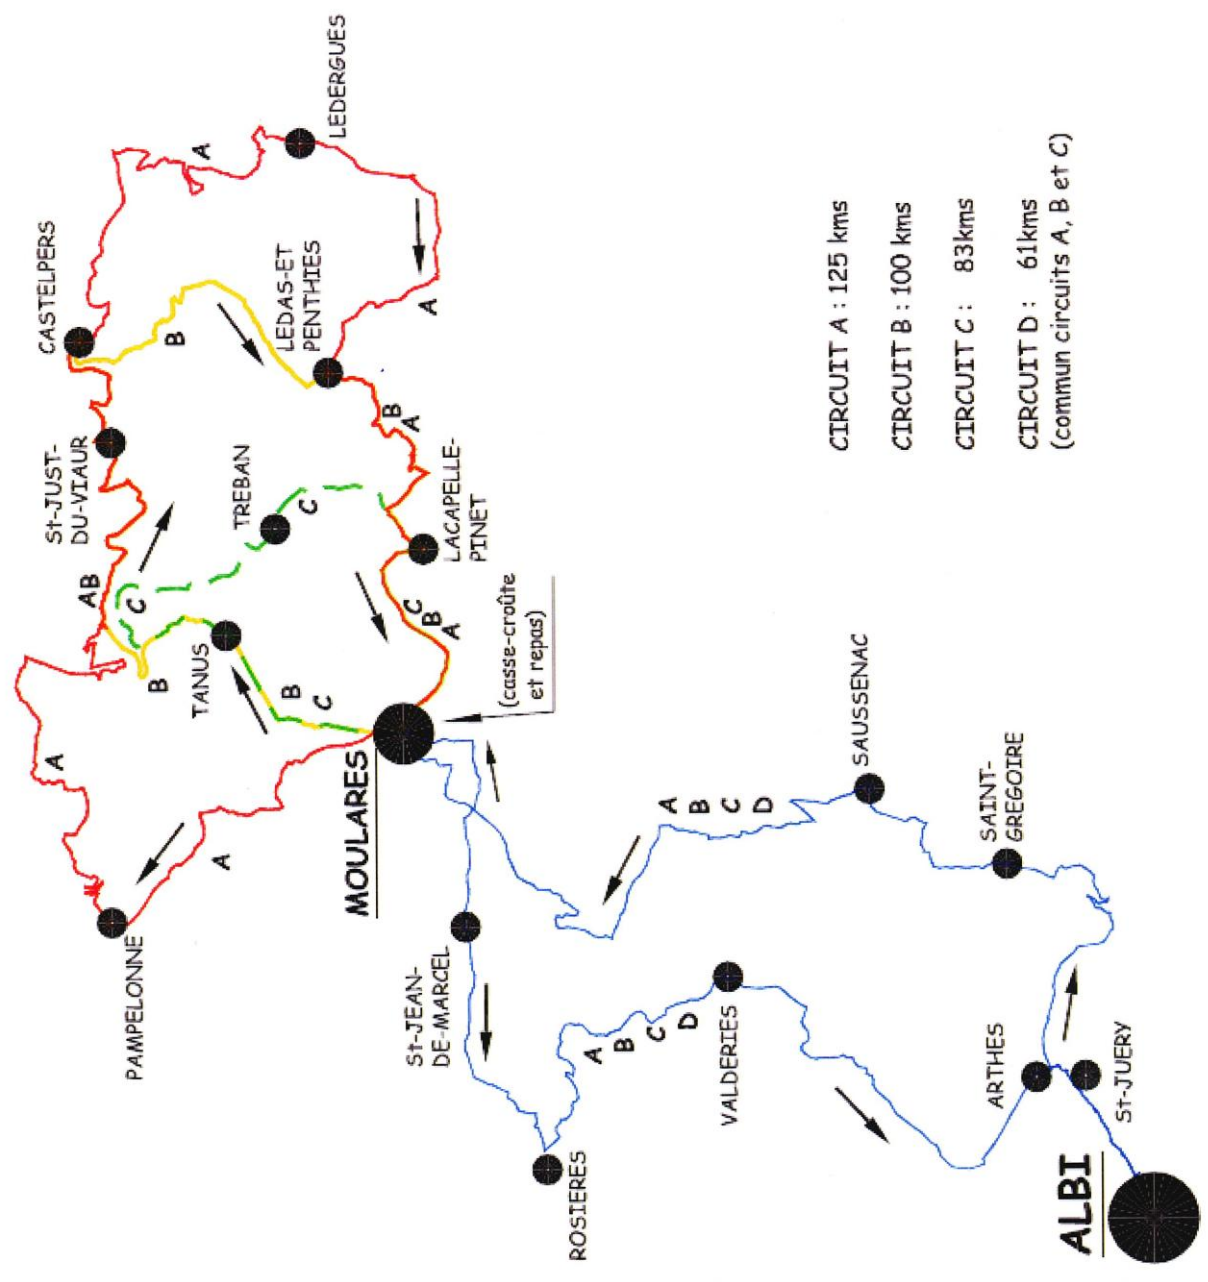 LEDERGUES
A
A
A
CASTELPERS
B
LEDAS-ET
PENTHIES
B
A
St-JUST-
DU-VIAUR
TREBAN
C
LACAPELLE-
PINET
AB
C
C
B
A
B
TANUS
B
C
(casse-croûte
et repas)
A
A
MOULARES
PAMPELONNE
St-JEAN-
DE-MARCEL
ROSIERES
A
B
C
D
VALDERIES
A
B
C
D
SAUSSENAC
SAINT-
GREGOIRE
ARTHES
St-JUERY
ALBI
CIRCUIT A : 125 kms
CIRCUIT B : 100 kms
CIRCUIT C : 83kms
CIRCUIT D : 61kms
(commun circuits A, B et C)